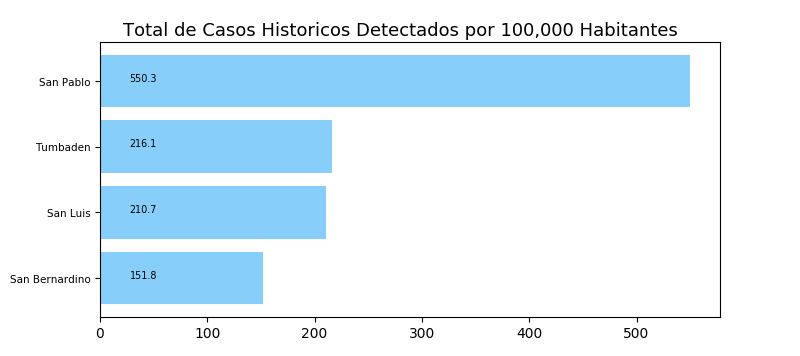 Total de Casos Historicos Detectados por 100,000 Habitantes
San Pablo 550.3
Tumbaden 216.1
San Luis 210.7
San Bernardino 151.8
0 100 200 300 400 500